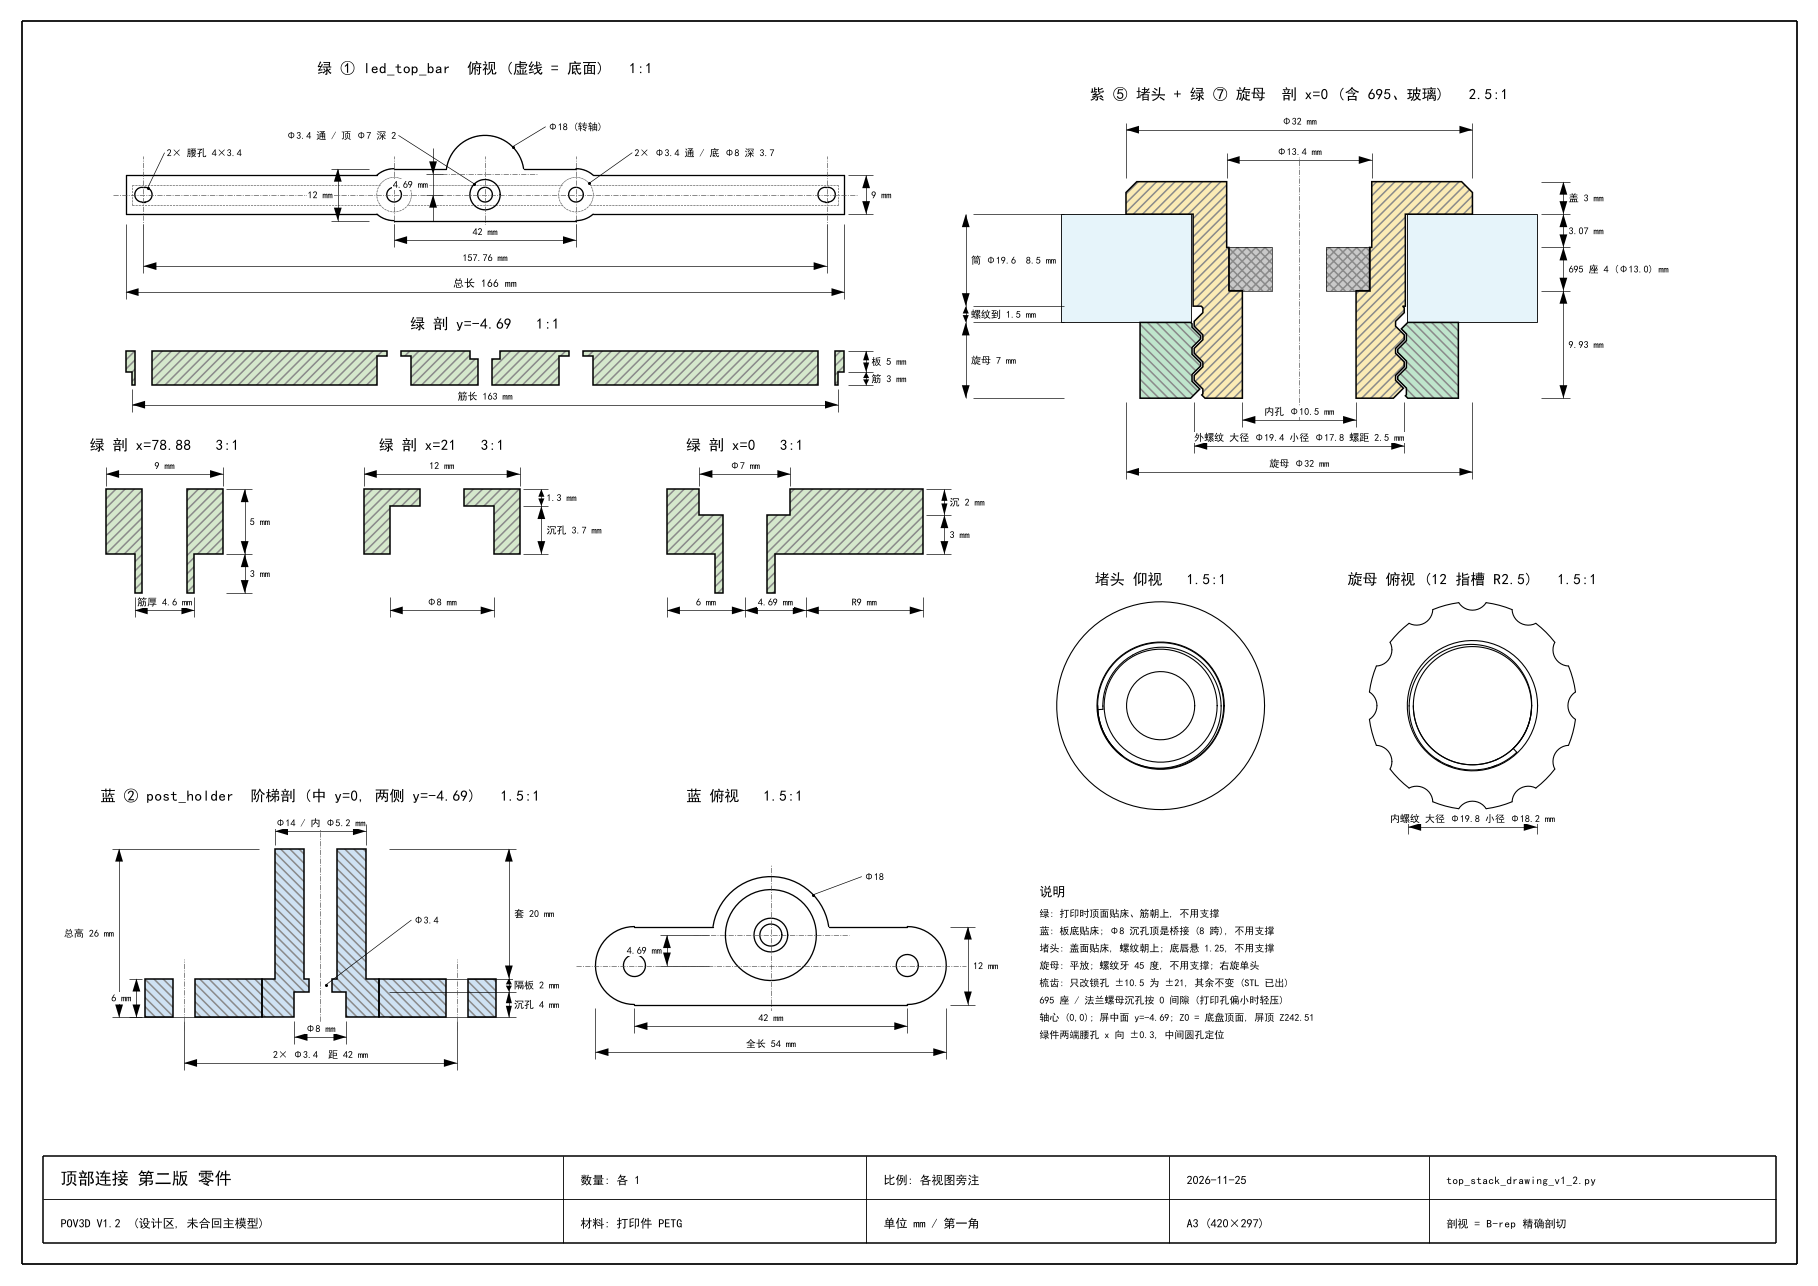 绿 ① led_top_bar 俯视 (虚线 = 底面) 1:1
2× 腰孔 4×3.4
Φ3.4 通 / 顶 Φ7 深 2
Φ18 (转轴)
2× Φ3.4 通 / 底 Φ8 深 3.7
12 mm
4.69 mm
9 mm
42 mm
157.76 mm
总长 166 mm
绿 剖 y=-4.69 1:1
板 5 mm
筋 3 mm
筋长 163 mm
绿 剖 x=78.88 3:1
9 mm
5 mm
3 mm
筋厚 4.6 mm
绿 剖 x=21 3:1
12 mm
1.3 mm
沉孔 3.7 mm
Φ8 mm
绿 剖 x=0 3:1
Φ7 mm
沉 2 mm
3 mm
6 mm
4.69 mm
R9 mm
紫 ⑤ 堵头 + 绿 ⑦ 旋母 剖 x=0 (含 695、玻璃) 2.5:1
Φ32 mm
Φ13.4 mm
盖 3 mm
3.07 mm
695 座 4 (Φ13.0) mm
9.93 mm
筒 Φ19.6 8.5 mm
螺纹到 1.5 mm
旋母 7 mm
内孔 Φ10.5 mm
外螺纹 大径 Φ19.4 小径 Φ17.8 螺距 2.5 mm
旋母 Φ32 mm
堵头 仰视 1.5:1
旋母 俯视 (12 指槽 R2.5) 1.5:1
内螺纹 大径 Φ19.8 小径 Φ18.2 mm
蓝 ② post_holder 阶梯剖 (中 y=0, 两侧 y=-4.69) 1.5:1
Φ14 / 内 Φ5.2 mm
总高 26 mm
6 mm
Φ3.4
套 20 mm
隔板 2 mm
沉孔 4 mm
Φ8 mm
2× Φ3.4 距 42 mm
蓝 俯视 1.5:1
Φ18
4.69 mm
12 mm
42 mm
全长 54 mm
说明
绿: 打印时顶面贴床、筋朝上, 不用支撑
蓝: 板底贴床; Φ8 沉孔顶是桥接 (8 跨), 不用支撑
堵头: 盖面贴床, 螺纹朝上; 底唇悬 1.25, 不用支撑
旋母: 平放; 螺纹牙 45 度, 不用支撑; 右旋单头
梳齿: 只改锁孔 ±10.5 为 ±21, 其余不变 (STL 已出)
695 座 / 法兰螺母沉孔按 0 间隙 (打印孔偏小时轻压)
轴心 (0,0); 屏中面 y=-4.69; Z0 = 底盘顶面, 屏顶 Z242.51
绿件两端腰孔 x 向 ±0.3, 中间圆孔定位
顶部连接 第二版 零件
数量: 各 1
比例: 各视图旁注
2026-11-25
top_stack_drawing_v1_2.py
POV3D V1.2 (设计区, 未合回主模型)
材料: 打印件 PETG
单位 mm / 第一角
A3 (420×297)
剖视 = B-rep 精确剖切